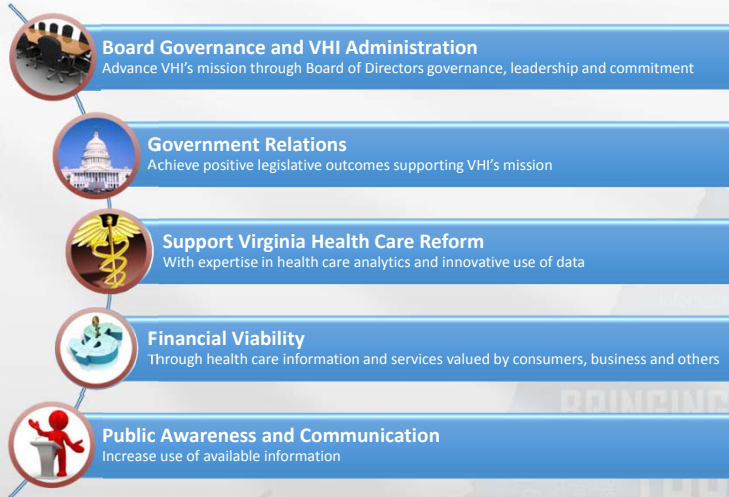 Board Governance and VHI Administration
Advance VHI's mission through Board of Directors governance, leadership and commitment
Government Relations
Achieve positive legislative outcomes supporting VHI's mission
Support Virginia Health Care Reform
With expertise in health care analytics and innovative use of data
Financial Viability
Through health care information and services valued by consumers, business and others
BRINGING
Public Awareness and Communication
Increase use of available information